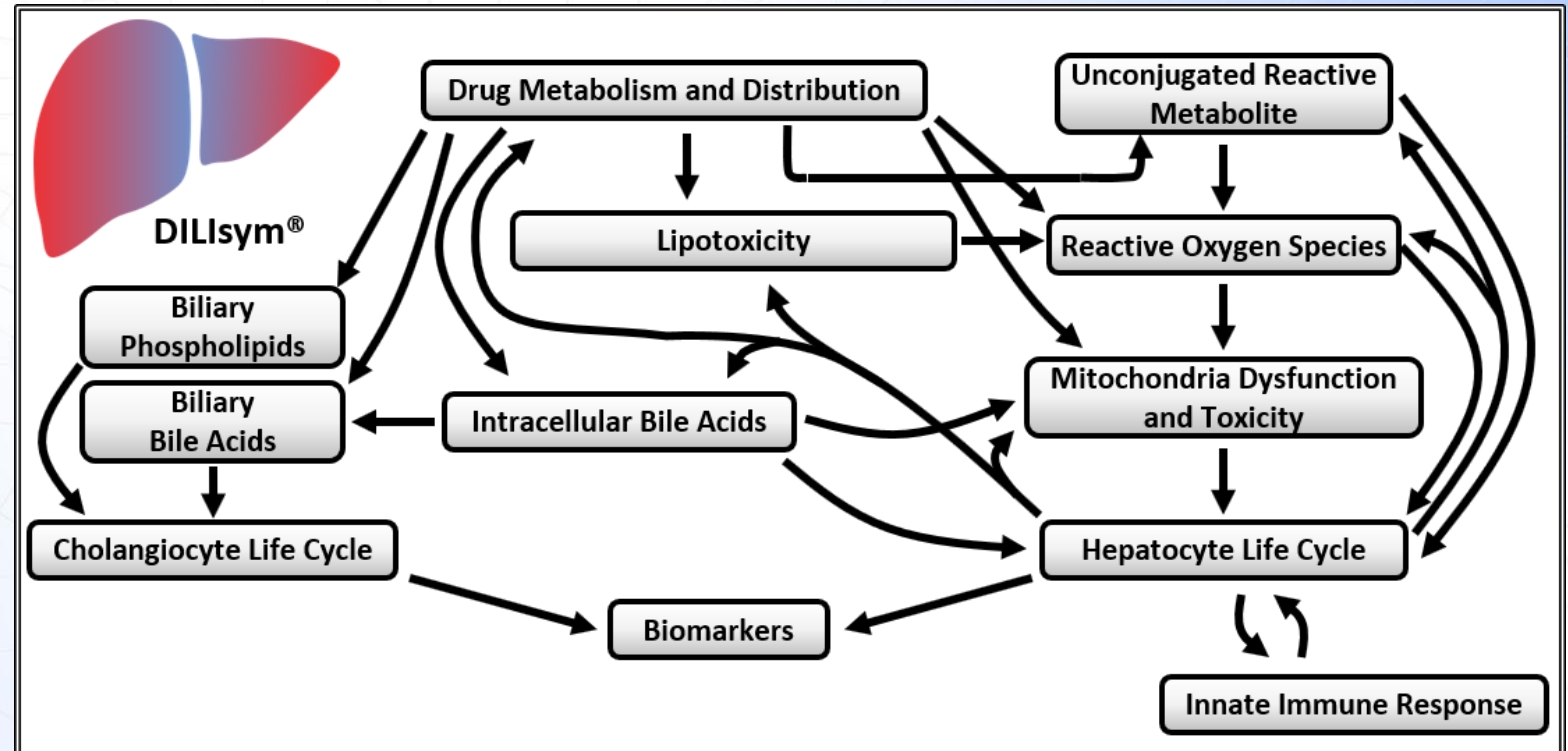 Drug Metabolism and Distribution
Unconjugated Reactive
Metabolite
DILIsym®
Lipotoxicity
Reactive Oxygen Species
Biliary
Phospholipids
Biliary
Bile Acids
Intracellular Bile Acids
Mitochondria Dysfunction
and Toxicity
Cholangiocyte Life Cycle
Hepatocyte Life Cycle
Biomarkers
Innate Immune Response